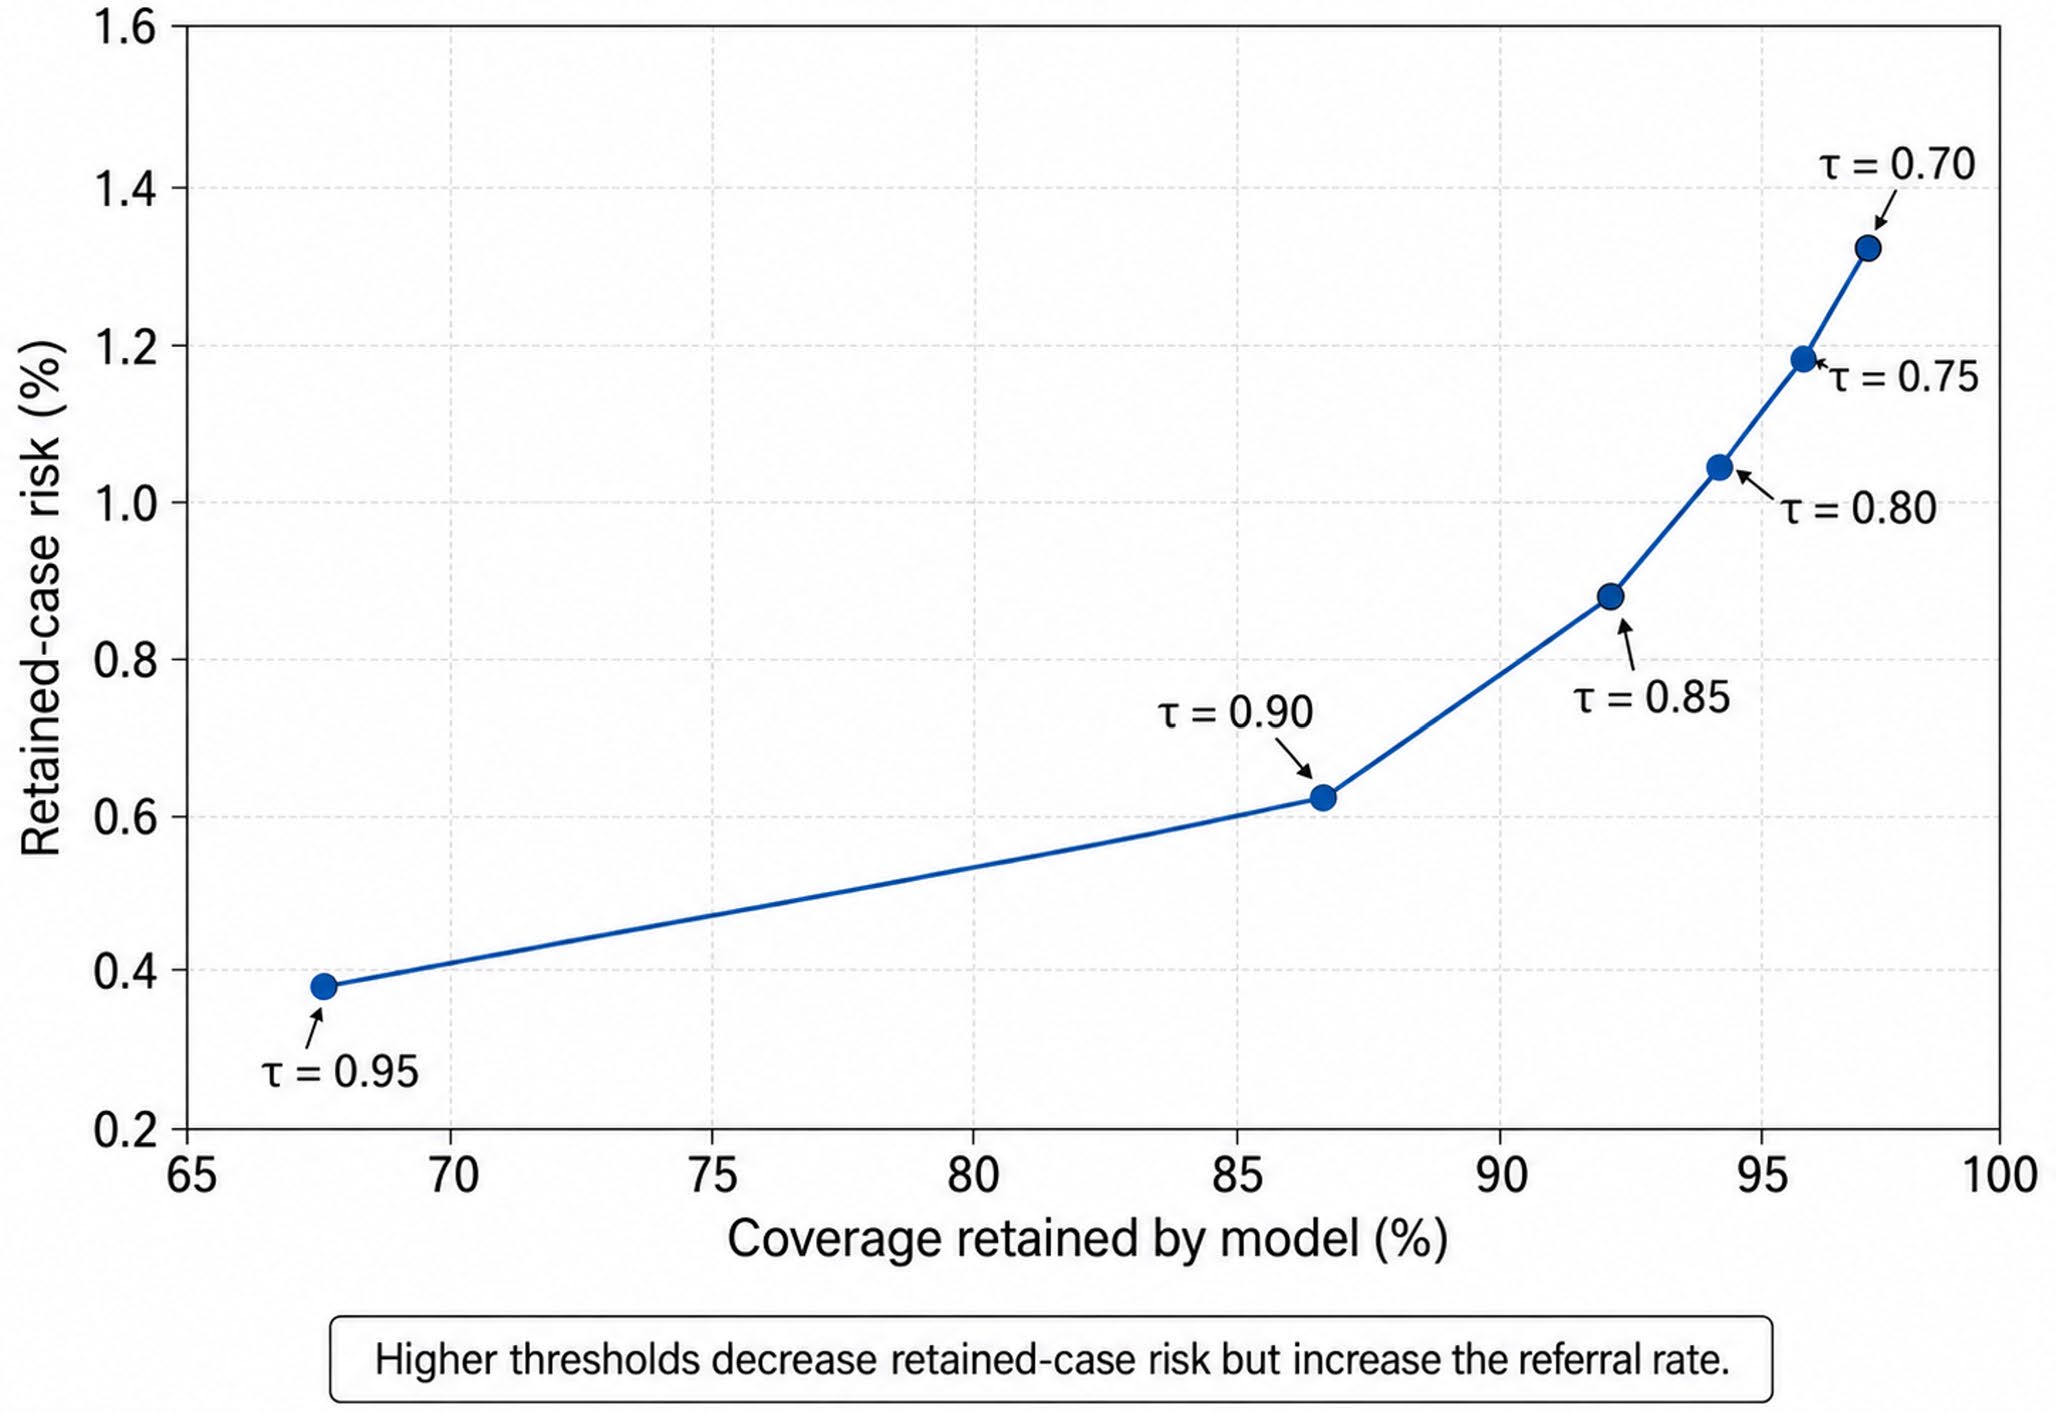 1.6
1.4
τ = 0.70
1.2
τ = 0.75
1.0
τ = 0.80
0.8
τ = 0.85
τ = 0.90
0.6
0.4
τ = 0.95
0.2
Retained-case risk (%)
65 70 75 80 85 90 95 100
Coverage retained by model (%)
Higher thresholds decrease retained-case risk but increase the referral rate.